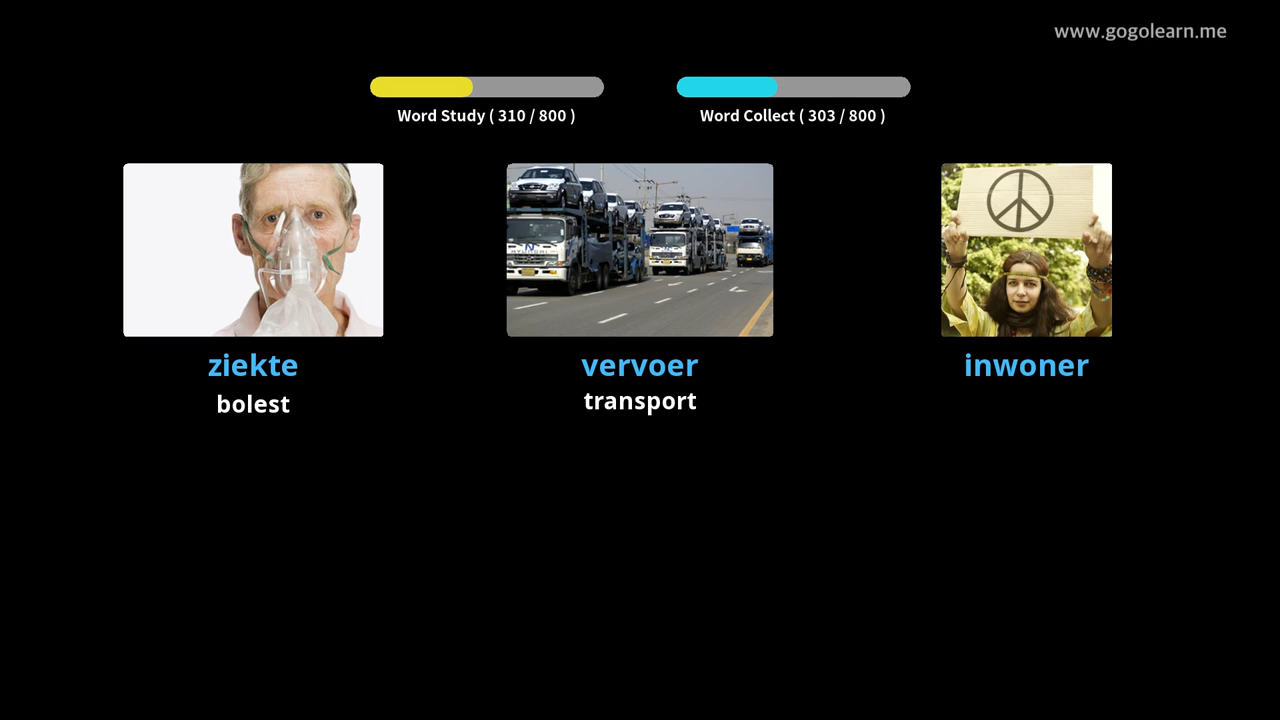 www.gogolearn.me
Word Study ( 310 / 800 )
Word Collect ( 303 / 800 )
ziekte
bolest
vervoer
transport
inwoner